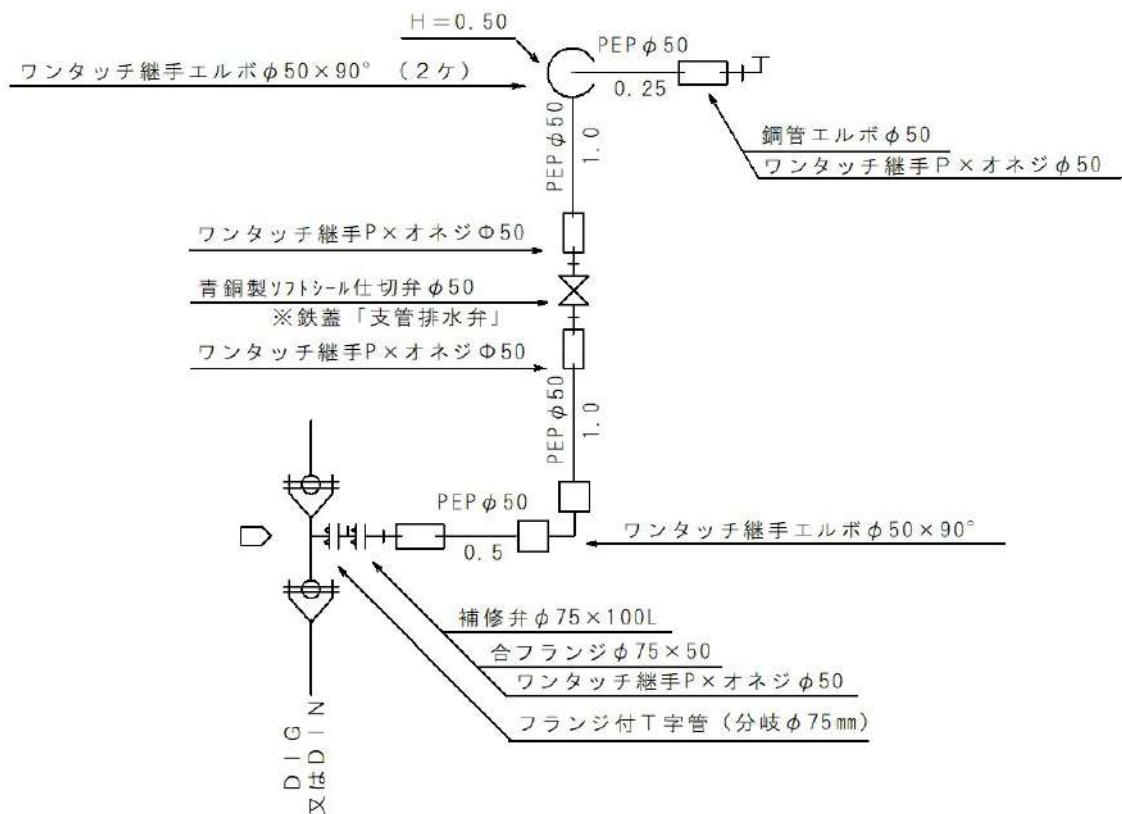 H=0.50
PEPφ50
ワンタッチ継手エルボφ50×90° (2ケ)
0.25
PEPφ50
1.0
鋼管エルボφ50
ワンタッチ継手P×オネジφ50
ワンタッチ継手P×オネジΦ50
青銅製ソフトシール仕切弁φ50
※鉄蓋「支管排水弁」
ワンタッチ継手P×オネジΦ50
PEPφ50
1.0
PEPφ50
0.5
ワンタッチ継手エルボφ50×90°
補修弁φ75×100L
合フランジφ75×50
ワンタッチ継手P×オネジφ50
フランジ付T字管(分岐φ75㎜)
DIG
又はDIN